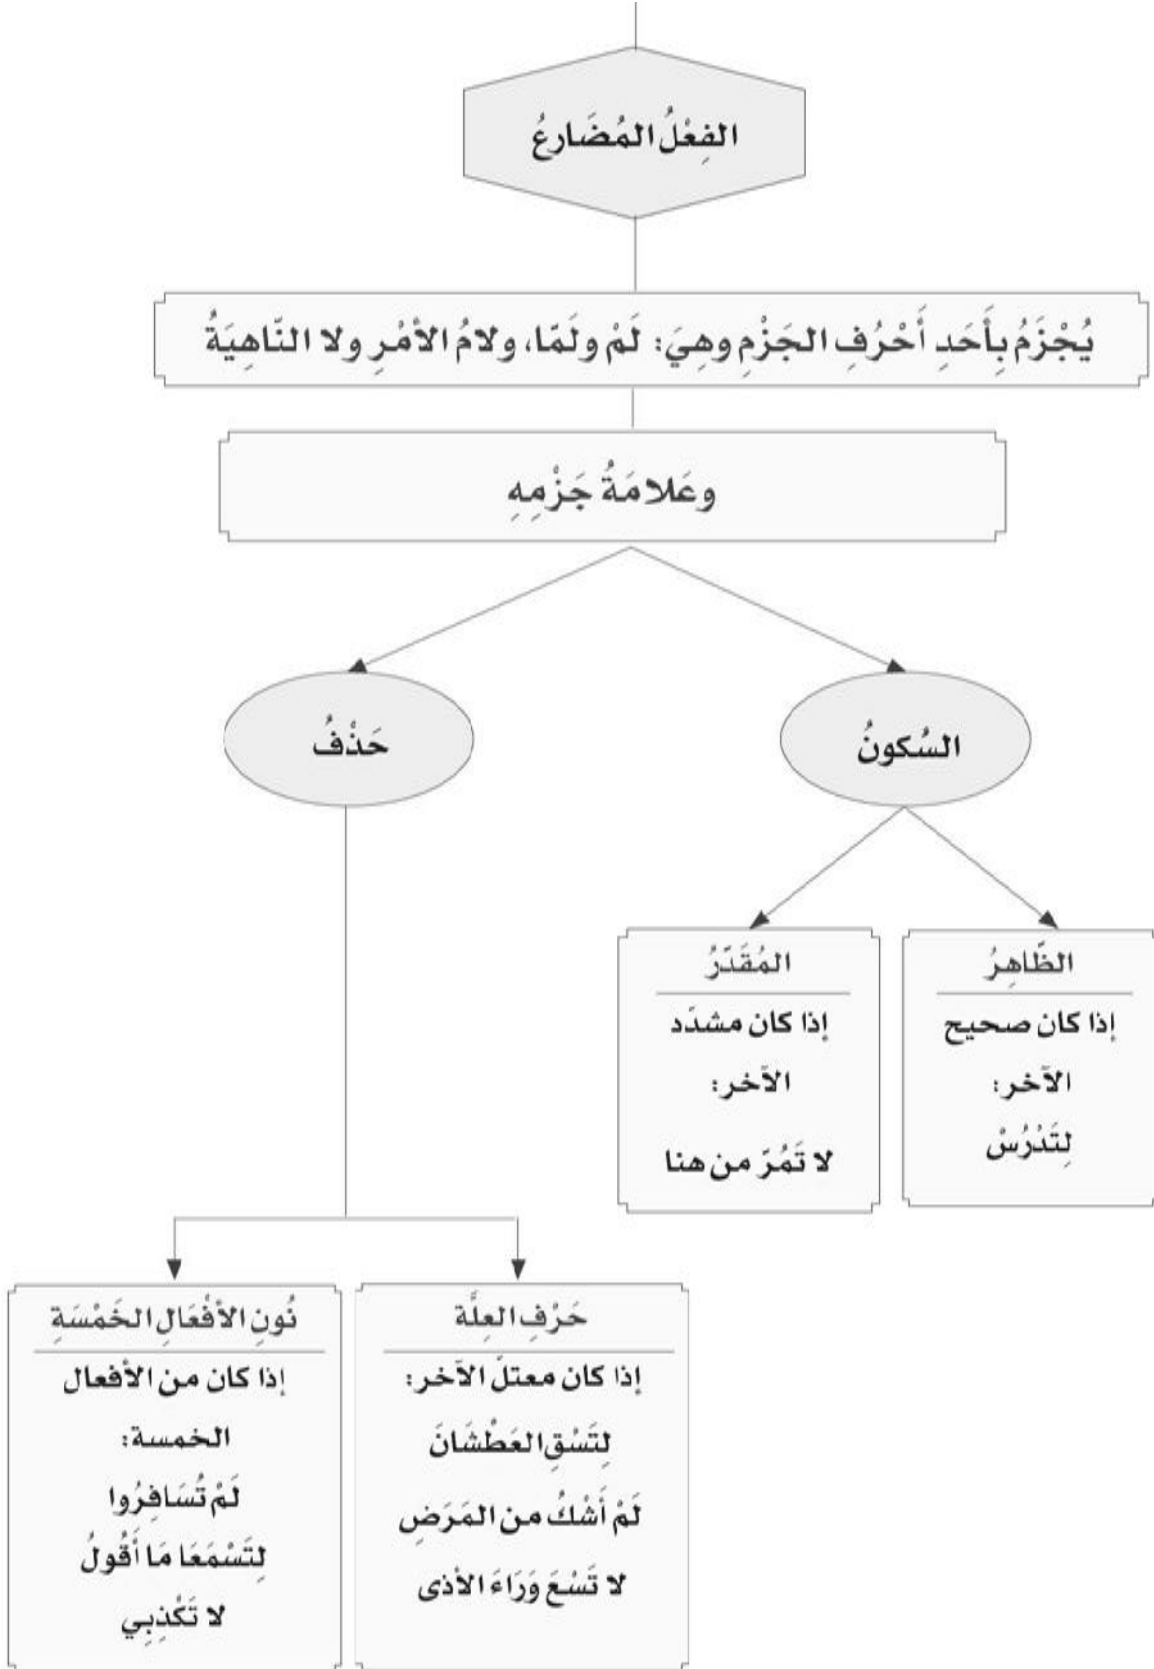 الفِعْلُ المُضَارِعُ
يُجْزَمُ بِأَحَدِ أَحْرُفِ الجَزْمِ وهِيَ: لَمْ ولَمّا، ولامُ الأمْرِ ولا النّاهِيَةُ
وعَلامَةُ جَزْمِهِ
السُكونُ
حَذْفُ
الظّاهِرُ
إذا كان صحيح
الآخر:
لِتَدْرُسْ
المُقَدّرُ
إذا كان مشدّد
الآخر:
لا تَمُرّ من هنا
حَرْفِ العِلَّة
إذا كان معتلّ الآخر:
لِتَسْقِ العَطْشَانَ
لَمْ أَشْكُ من المَرَضِ
لا تَسْعَ وَرَاءَ الأذى
نُونِ الأفْعَالِ الخَمْسَةِ
إذا كان من الأفعال
الخمسة:
لَمْ تُسَافِرُوا
لِتَسْمَعَا مَا أَقُولُ
لا تَكْذِبِي